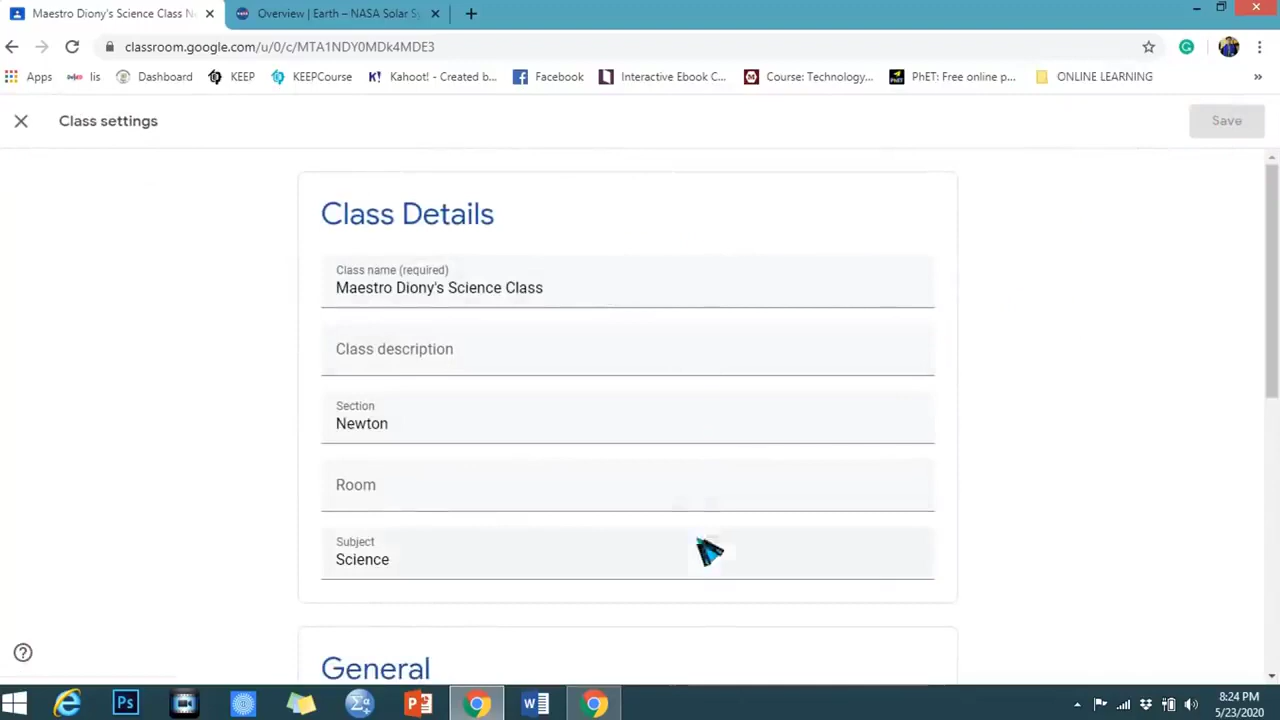 Maestro Diony's Science Class N
Overview | Earth – NASA Solar Sy
classroom.google.com/u/0/c/MTA1NDY0MDk4MDE3
Apps
lis
Dashboard
KEEP
KEEPCourse
K! Kahoot! - Created b...
Facebook
Interactive Ebook C...
Course: Technology...
PhET: Free online p...
ONLINE LEARNING
»
Class settings
Save
Class Details
Class name (required)
Maestro Diony's Science Class
Class description
Section
Newton
Room
Subject
Science
General
8:24 PM
5/23/2020